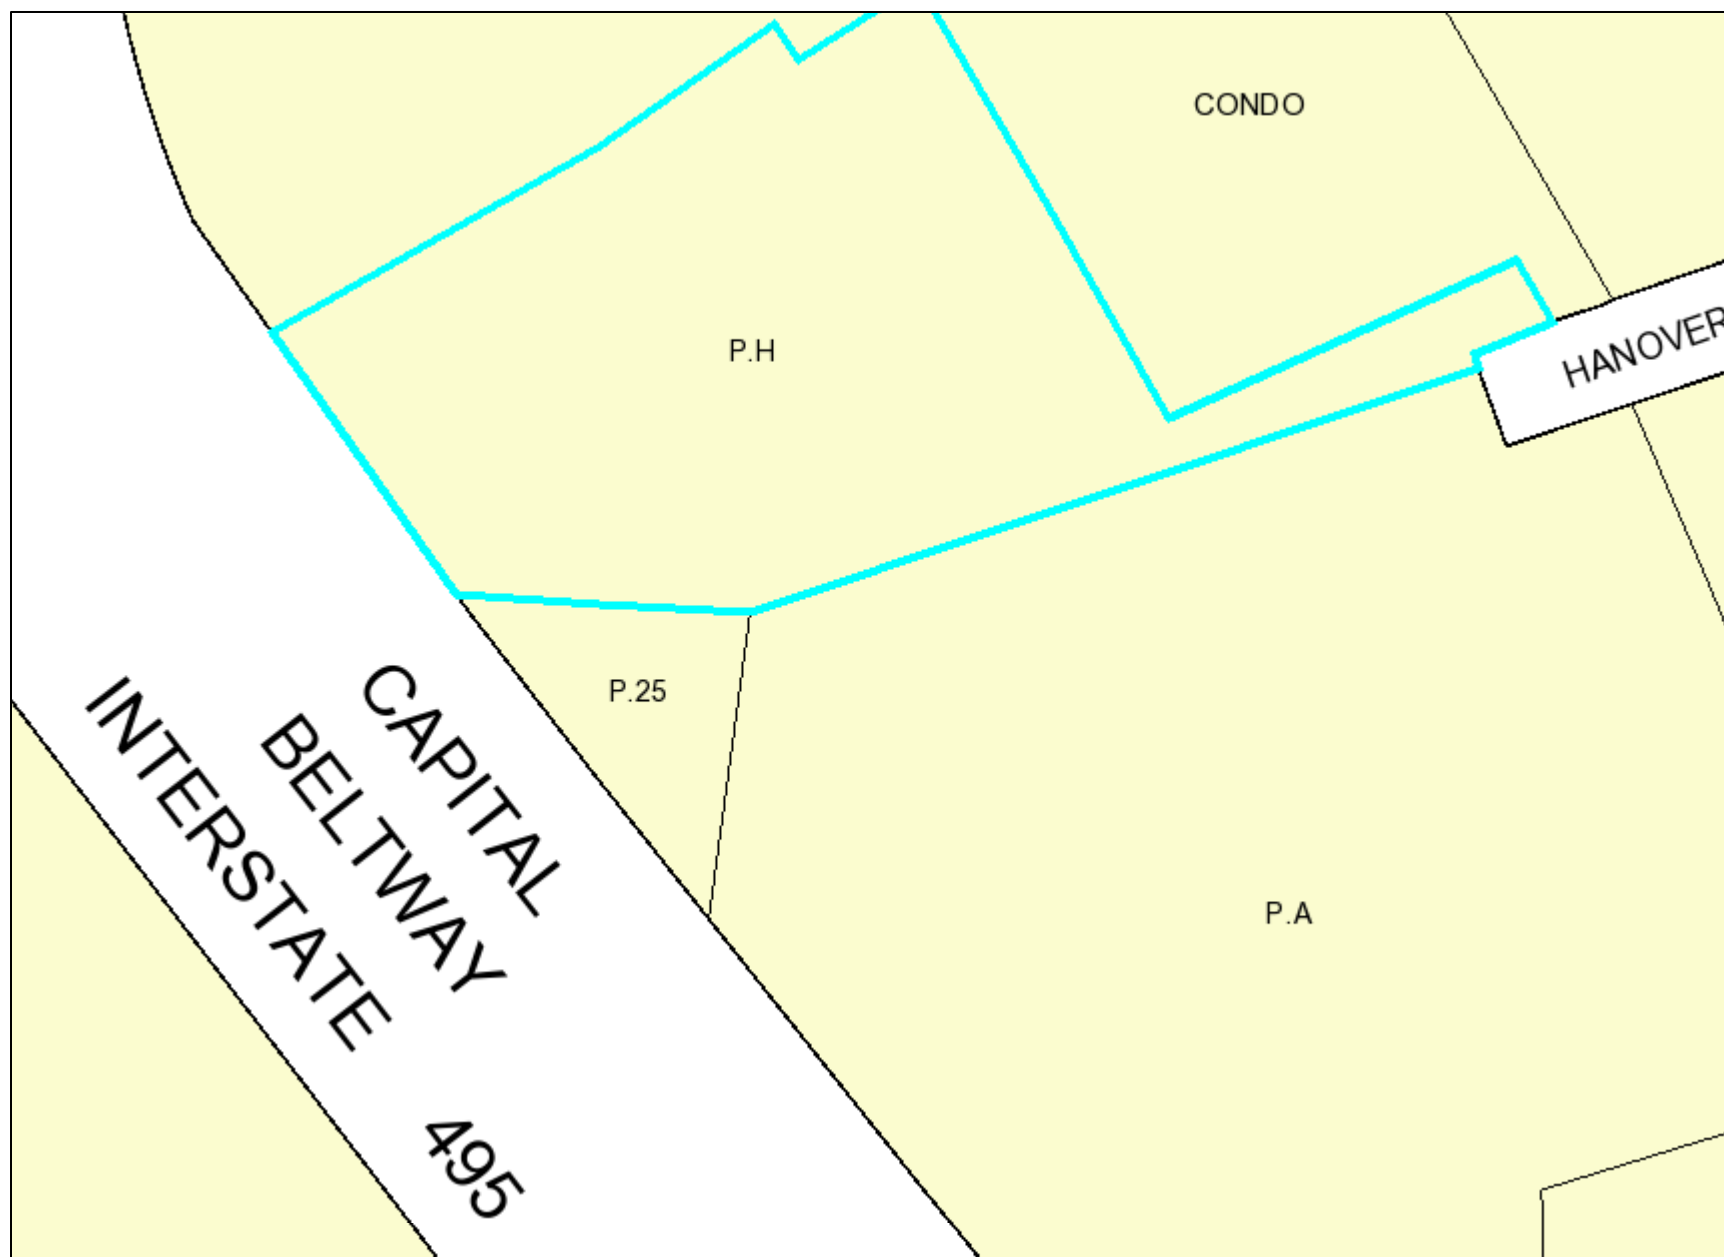 CONDO
P.H
HANOVER
P.25
CAPITAL
BELTWAY
INTERSTATE 495
P.A